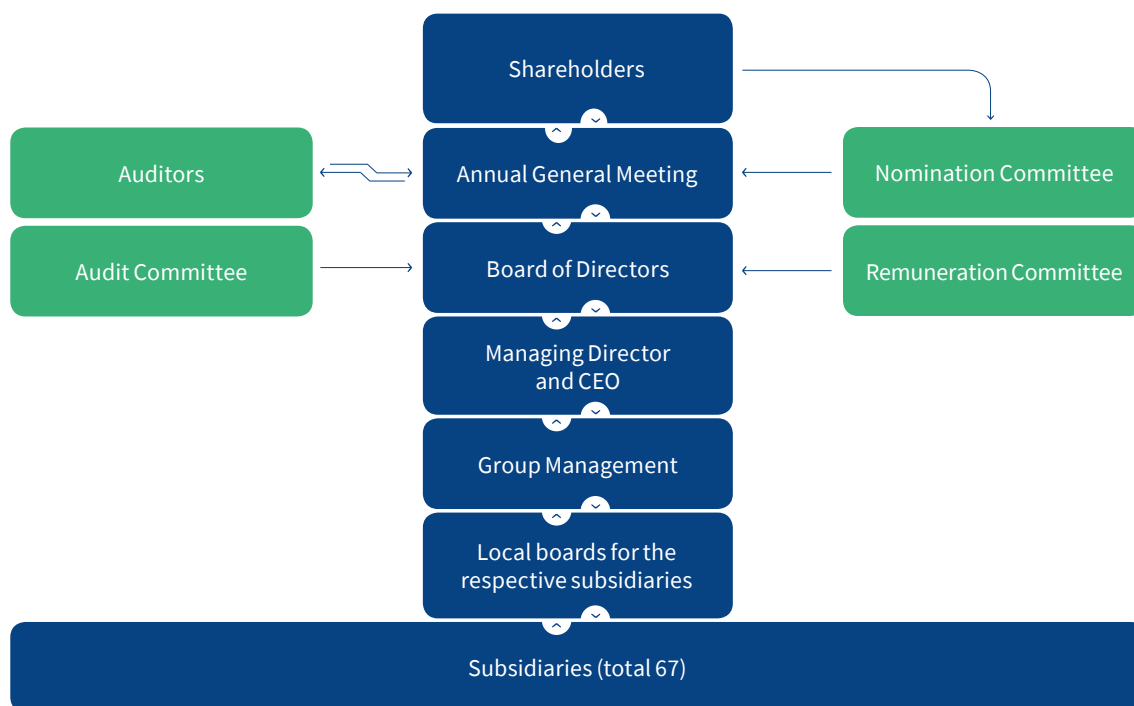 Shareholders
Auditors
Annual General Meeting
Nomination Committee
Audit Committee
Board of Directors
Remuneration Committee
Managing Director
and CEO
Group Management
Local boards for the
respective subsidiaries
Subsidiaries (total 67)